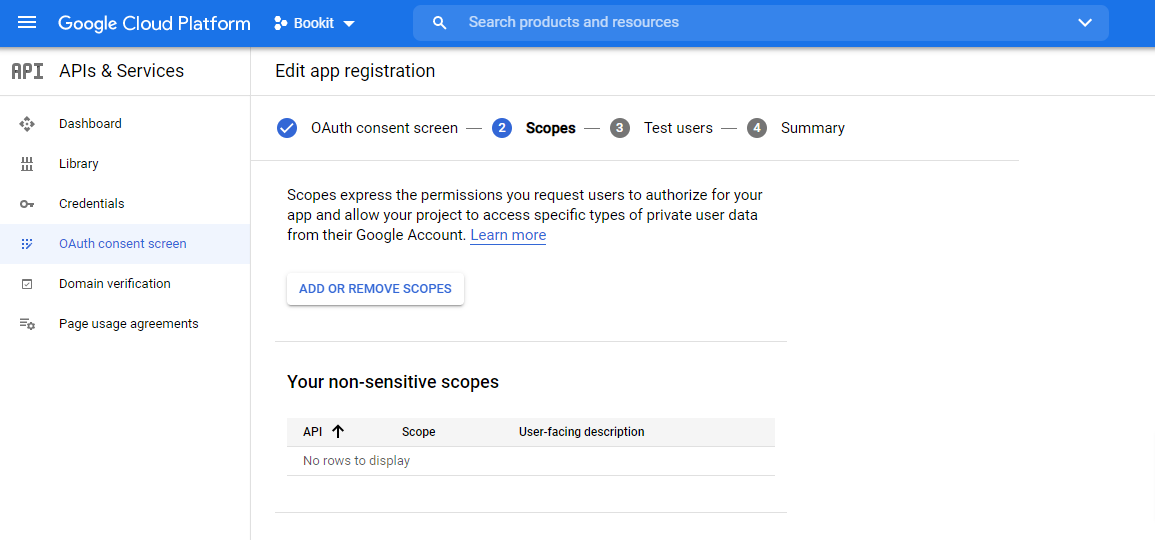 Google Cloud Platform
Bookit
Search products and resources
API
APIs & Services
Edit app registration
Dashboard
Library
Credentials
OAuth consent screen
Domain verification
Page usage agreements
OAuth consent screen — 2 Scopes — 3 Test users — 4 Summary
Scopes express the permissions you request users to authorize for your
app and allow your project to access specific types of private user data
from their Google Account. Learn more
ADD OR REMOVE SCOPES
Your non-sensitive scopes
API Scope User-facing description
No rows to display